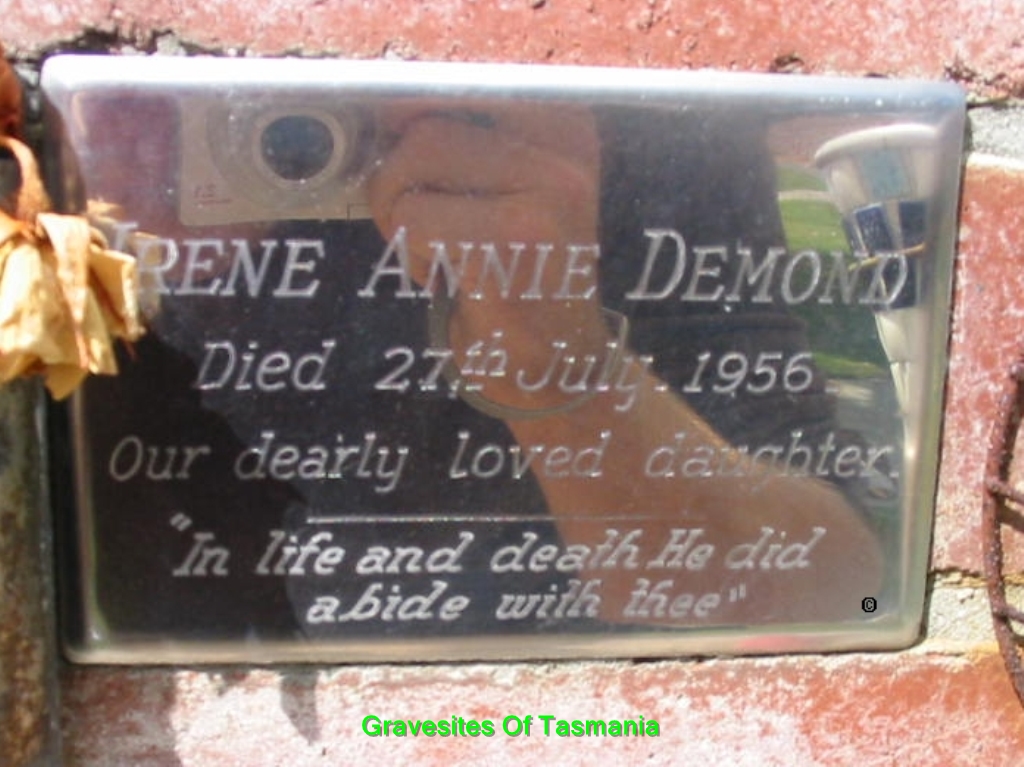 IRENE ANNIE DEMOND
Died 27th July. 1956
Our dearly loved daughter.
"In life and death He did
abide with thee"
©
Gravesites Of Tasmania